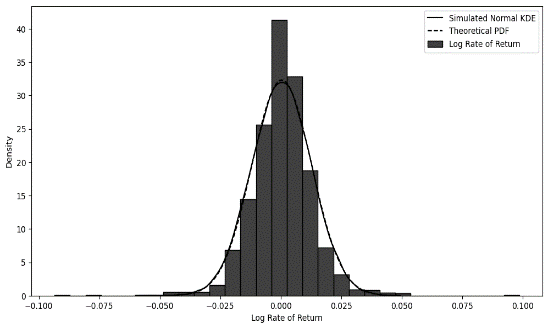 Simulated Normal KDE
Theoretical PDF
Log Rate of Return
40
35
30
25
20
15
10
5
0
Density
−0.100 −0.075 −0.050 −0.025 0.000 0.025 0.050 0.075 0.100
Log Rate of Return